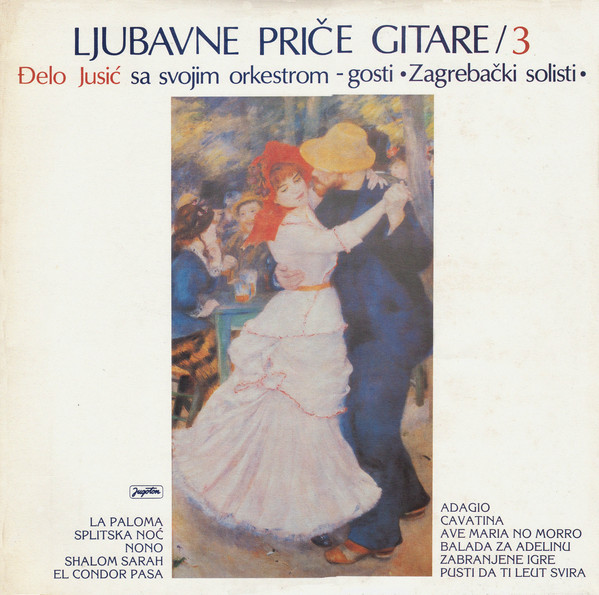 LJUBAVNE PRIČE GITARE/3
Đelo Jusić sa svojim orkestrom - gosti • Zagrebački solisti •
Jugoton
LA PALOMA
SPLITSKA NOĆ
NONO
SHALOM SARAH
EL CONDOR PASA
ADAGIO
CAVATINA
AVE MARIA NO MORRO
BALADA ZA ADELINU
ZABRANJENE IGRE
PUSTI DA TI LEUT SVIRA